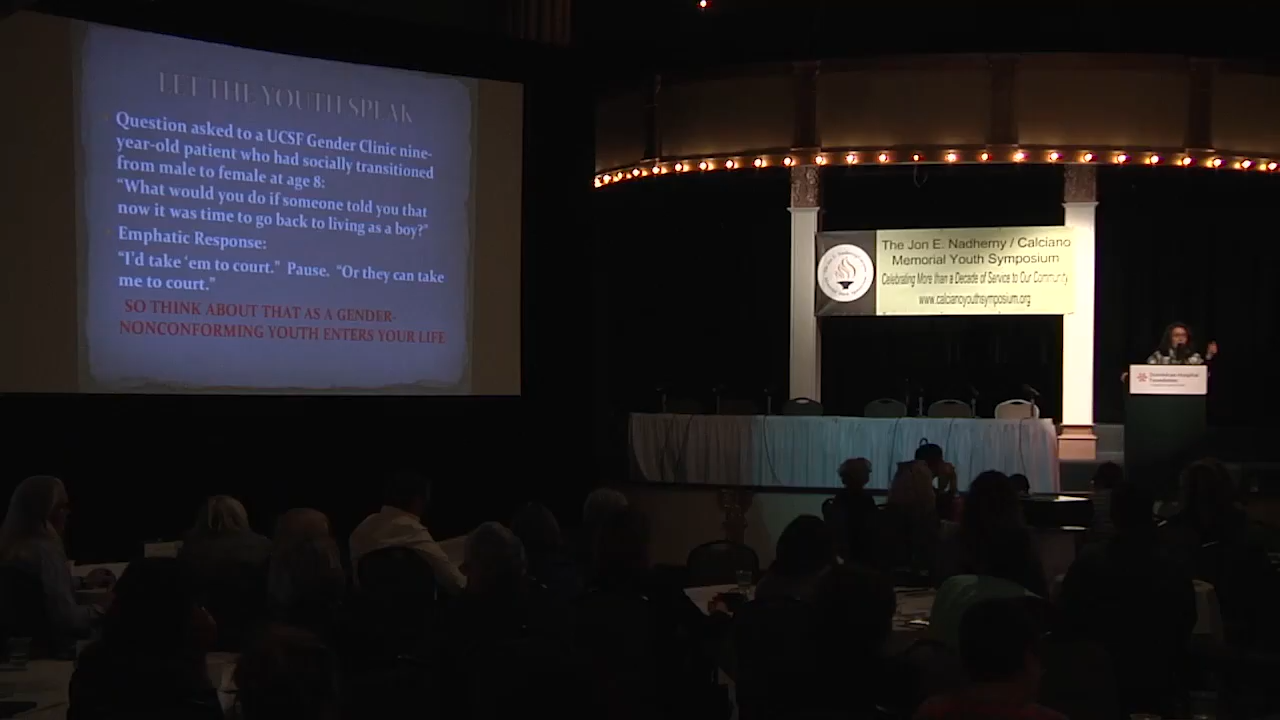 LET THE YOUTH SPEAK
Question asked to a UCSF Gender Clinic nine-
year-old patient who had socially transitioned
from male to female at age 8:
“What would you do if someone told you that
now it was time to go back to living as a boy?”
Emphatic Response:
“I’d take ‘em to court.” Pause. “Or they can take
me to court.”
SO THINK ABOUT THAT AS A GENDER-
NONCONFORMING YOUTH ENTERS YOUR LIFE
The Jon E. Nadherny / Calciano
Memorial Youth Symposium
Celebrating More than a Decade of Service to Our Community
www.calcianoyouthsymposium.org
Dominican Hospital
Foundation